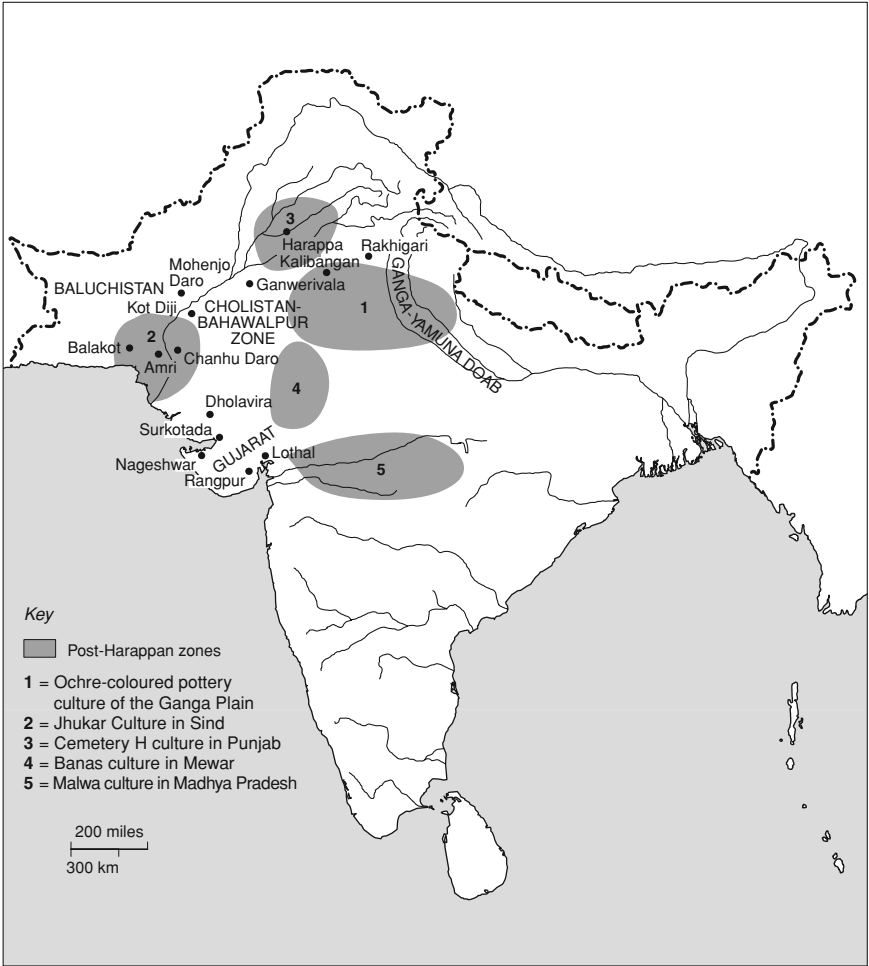 3
Harappa
Rakhigari
Kalibangan
Mohenjo
Daro
BALUCHISTAN
Ganwerivala
Kot Diji
CHOLISTAN-
BAHAWALPUR
ZONE
1
GANGA-YAMUNA DOAB
2
Balakot
Amri
Chanhu Daro
4
Dholavira
Surkotada
GUJARAT
Lothal
Nageshwar
Rangpur
5
Key
Post-Harappan zones
1 = Ochre-coloured pottery
culture of the Ganga Plain
2 = Jhukar Culture in Sind
3 = Cemetery H culture in Punjab
4 = Banas culture in Mewar
5 = Malwa culture in Madhya Pradesh
200 miles
300 km